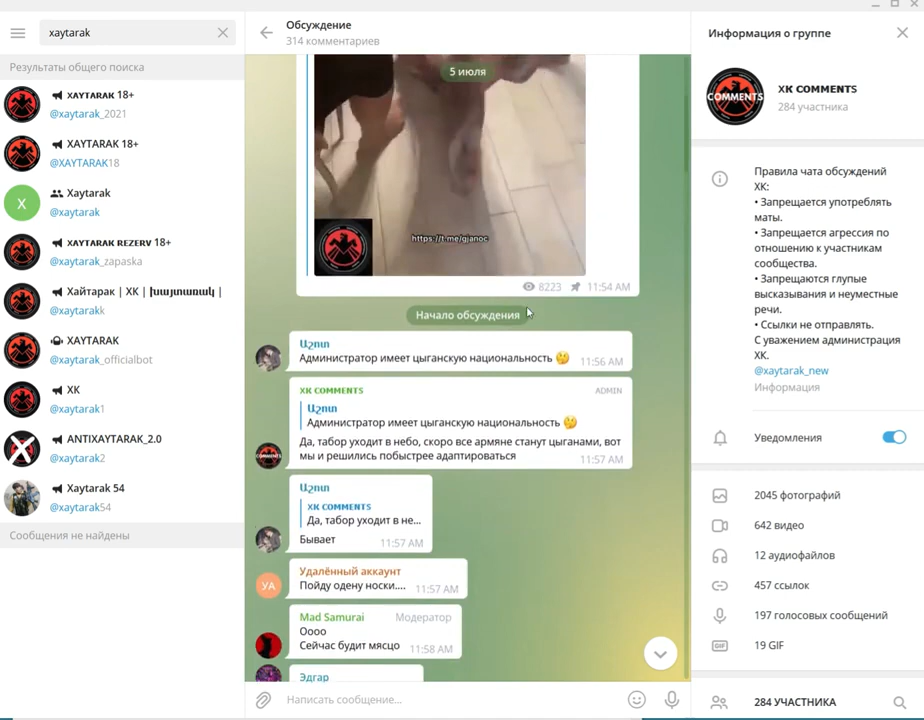 xaytarak
Результаты общего поиска
XAYTARAK 18+
@xaytarak_2021
XAYTARAK 18+
@XAYTARAK18
X
Xaytarak
@xaytarak
XAYTARAK REZERV 18+
@xaytarak_zapaska
Хайтарак | ХК | խայտառակ |
@xaytarakk
XAYTARAK
@xaytarak_officialbot
ХК
@xaytarak1
ANTIXAYTARAK_2.0
@xaytarak2
Xaytarak 54
@xaytarak54
Сообщения не найдены
Обсуждение
314 комментариев
5 июля
https://t.me/gjanoc
8223 11:54 AM
Начало обсуждения
Աշոտ
Администратор имеет цыганскую национальность 🤔 11:56 AM
XK COMMENTS ADMIN
Աշոտ
Администратор имеет цыганскую национальность 🤔
Да, табор уходит в небо, скоро все армяне станут цыганами, вот
мы и решились побыстрее адаптироваться 11:57 AM
COMMENTS
Աշոտ
XK COMMENTS
Да, табор уходит в не...
Бывает 11:57 AM
Удалённый аккаунт
УА
Пойду одену носки.... 11:57 AM
Mad Samurai Модератор
Оооо
Сейчас будит мясцо 11:58 AM
Эдгар
Написать сообщение...
Информация о группе
COMMENTS
XK COMMENTS
284 участника
Правила чата обсуждений
ХК:
• Запрещается употреблять
маты.
• Запрещается агрессия по
отношению к участникам
сообщества.
• Запрещаются глупые
высказывания и неуместные
речи.
• Ссылки не отправлять.
С уважением администрация
ХК.
@xaytarak_new
Информация
Уведомления
2045 фотографий
642 видео
12 аудиофайлов
457 ссылок
197 голосовых сообщений
GIF
19 GIF
284 УЧАСТНИКА